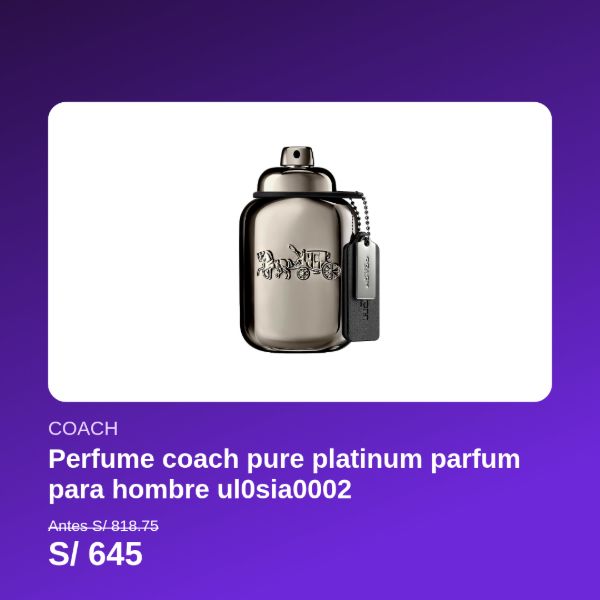 COACH
Perfume coach pure platinum parfum
para hombre ul0sia0002
Antes S/ 818.75
S/ 645